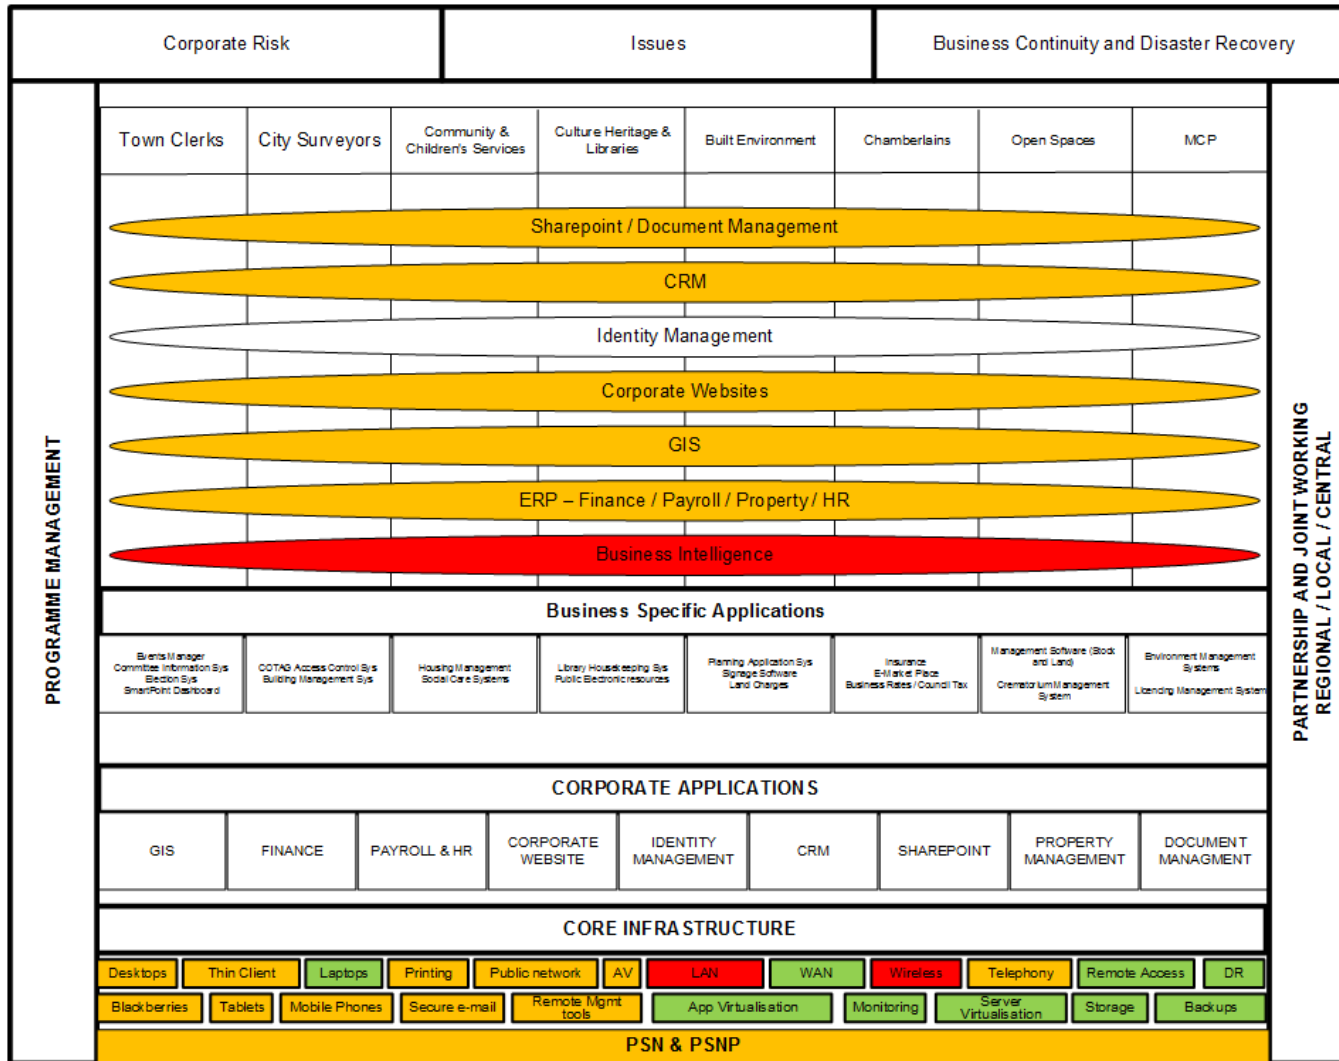 Corporate Risk
Issues
Business Continuity and Disaster Recovery
PROGRAMME MANAGEMENT
Town Clerks
City Surveyors
Community &
Children's Services
Culture Heritage &
Libraries
Built Environment
Chamberlains
Open Spaces
MCP
Sharepoint / Document Management
CRM
Identity Management
Corporate Websites
GIS
ERP – Finance / Payroll / Property / HR
Business Intelligence
Business Specific Applications
Events Manager
Committee Information Sys
Election Sys
SmartPoint Dashboard
COTAG Access Control Sys
Building Management Sys
Housing Management
Social Care Systems
Library Housekeeping Sys
Public Electronic resources
Planning Application Sys
Signage Software
Land Charges
Insurance
E-Market Place
Business Rates / Council Tax
Management Software (Stock
and Land)
Crematorium Management
System
Environment Management
Systems
Licencing Management System
CORPORATE APPLICATIONS
GIS
FINANCE
PAYROLL & HR
CORPORATE
WEBSITE
IDENTITY
MANAGEMENT
CRM
SHAREPOINT
PROPERTY
MANAGEMENT
DOCUMENT
MANAGMENT
CORE INFRASTRUCTURE
Desktops
Thin Client
Laptops
Printing
Public network
AV
LAN
WAN
Wireless
Telephony
Remote Access
DR
Blackberries
Tablets
Mobile Phones
Secure e-mail
Remote Mgmt
tools
App Virtualisation
Monitoring
Server
Virtualisation
Storage
Backups
PSN & PSNP
PARTNERSHIP AND JOINT WORKING
REGIONAL / LOCAL / CENTRAL